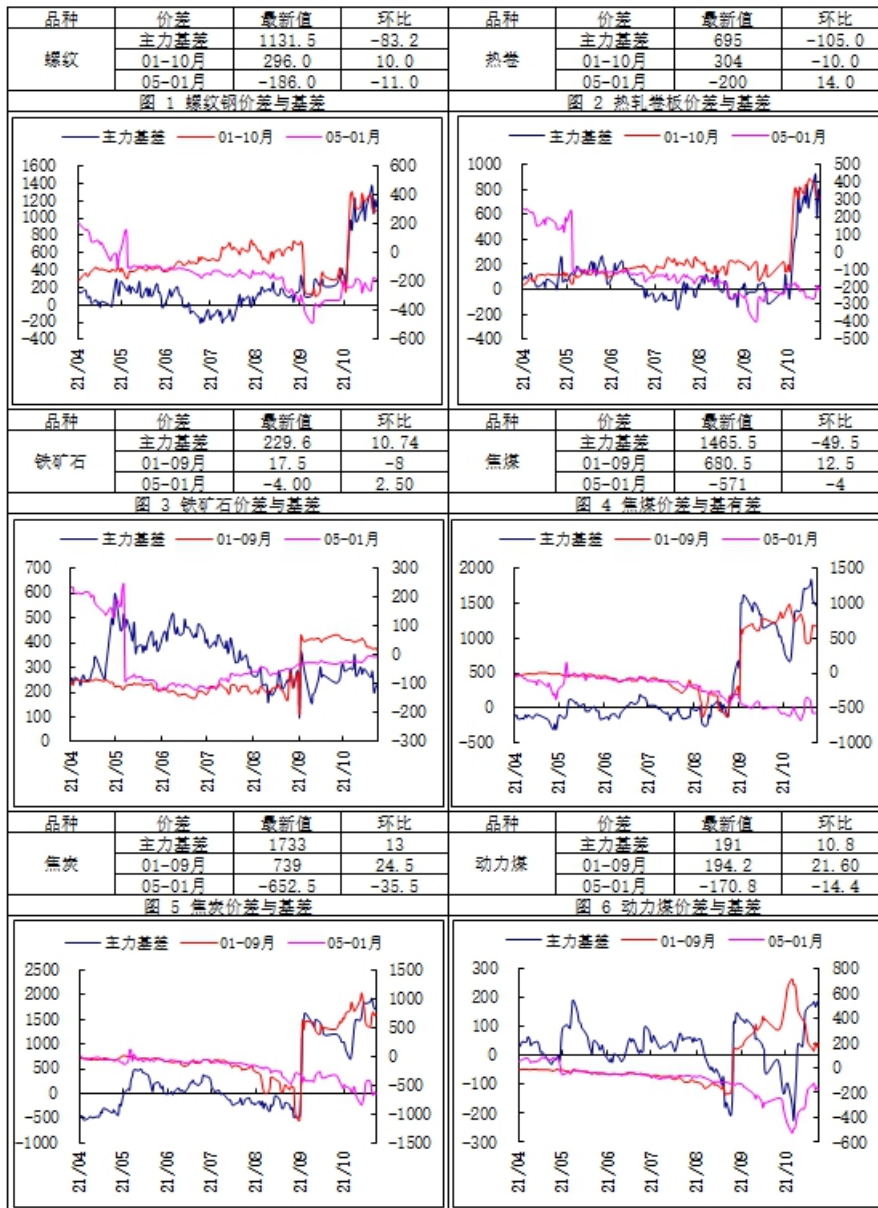 品种 价差 最新值 环比 品种 价差 最新值 环比
螺纹 主力基差 1131.5 -83.2 热卷 主力基差 695 -105.0
01-10月 296.0 10.0 01-10月 304 -10.0
05-01月 -186.0 -11.0 05-01月 -200 14.0
图 1 螺纹钢价差与基差 图 2 热轧卷板价差与基差
主力基差 01-10月 05-01月
1600 600
1400 400
1200
1000 200
800 0
600
400 -200
200
0 -400
-200
-400 -600
21/04 21/05 21/06 21/07 21/08 21/09 21/10
主力基差 01-10月 05-01月
1000 500
800 400
300
600 200
400 100
0
200 -100
0 -200
-300
-200 -400
-400 -500
21/04 21/05 21/06 21/07 21/08 21/09 21/10
品种 价差 最新值 环比 品种 价差 最新值 环比
铁矿石 主力基差 229.6 10.74 焦煤 主力基差 1465.5 -49.5
01-09月 17.5 -8 01-09月 680.5 12.5
05-01月 -4.00 2.50 05-01月 -571 -4
图 3 铁矿石价差与基差 图 4 焦煤价差与基有差
主力基差 01-09月 05-01月
700 300
600 200
500 100
400 0
300
200 -100
100 -200
0 -300
21/04 21/05 21/06 21/07 21/08 21/09 21/10
主力基差 01-09月 05-01月
2000 1500
1500 1000
1000 500
500 0
0 -500
-500 -1000
21/04 21/05 21/06 21/07 21/08 21/09 21/10
品种 价差 最新值 环比 品种 价差 最新值 环比
焦炭 主力基差 1733 13 动力煤 主力基差 191 10.8
01-09月 739 24.5 01-09月 194.2 21.60
05-01月 -652.5 -35.5 05-01月 -170.8 -14.4
图 5 焦炭价差与基差 图 6 动力煤价差与基差
主力基差 01-09月 05-01月
2500 1500
2000 1000
1500 500
1000 0
500 -500
0
-500 -1000
-1000 -1500
21/04 21/05 21/06 21/07 21/08 21/09 21/10
主力基差 01-09月 05-01月
300 800
200 600
100 400
0 200
-100 0
-200 -200
-300 -400
-600
21/04 21/05 21/06 21/07 21/08 21/09 21/10